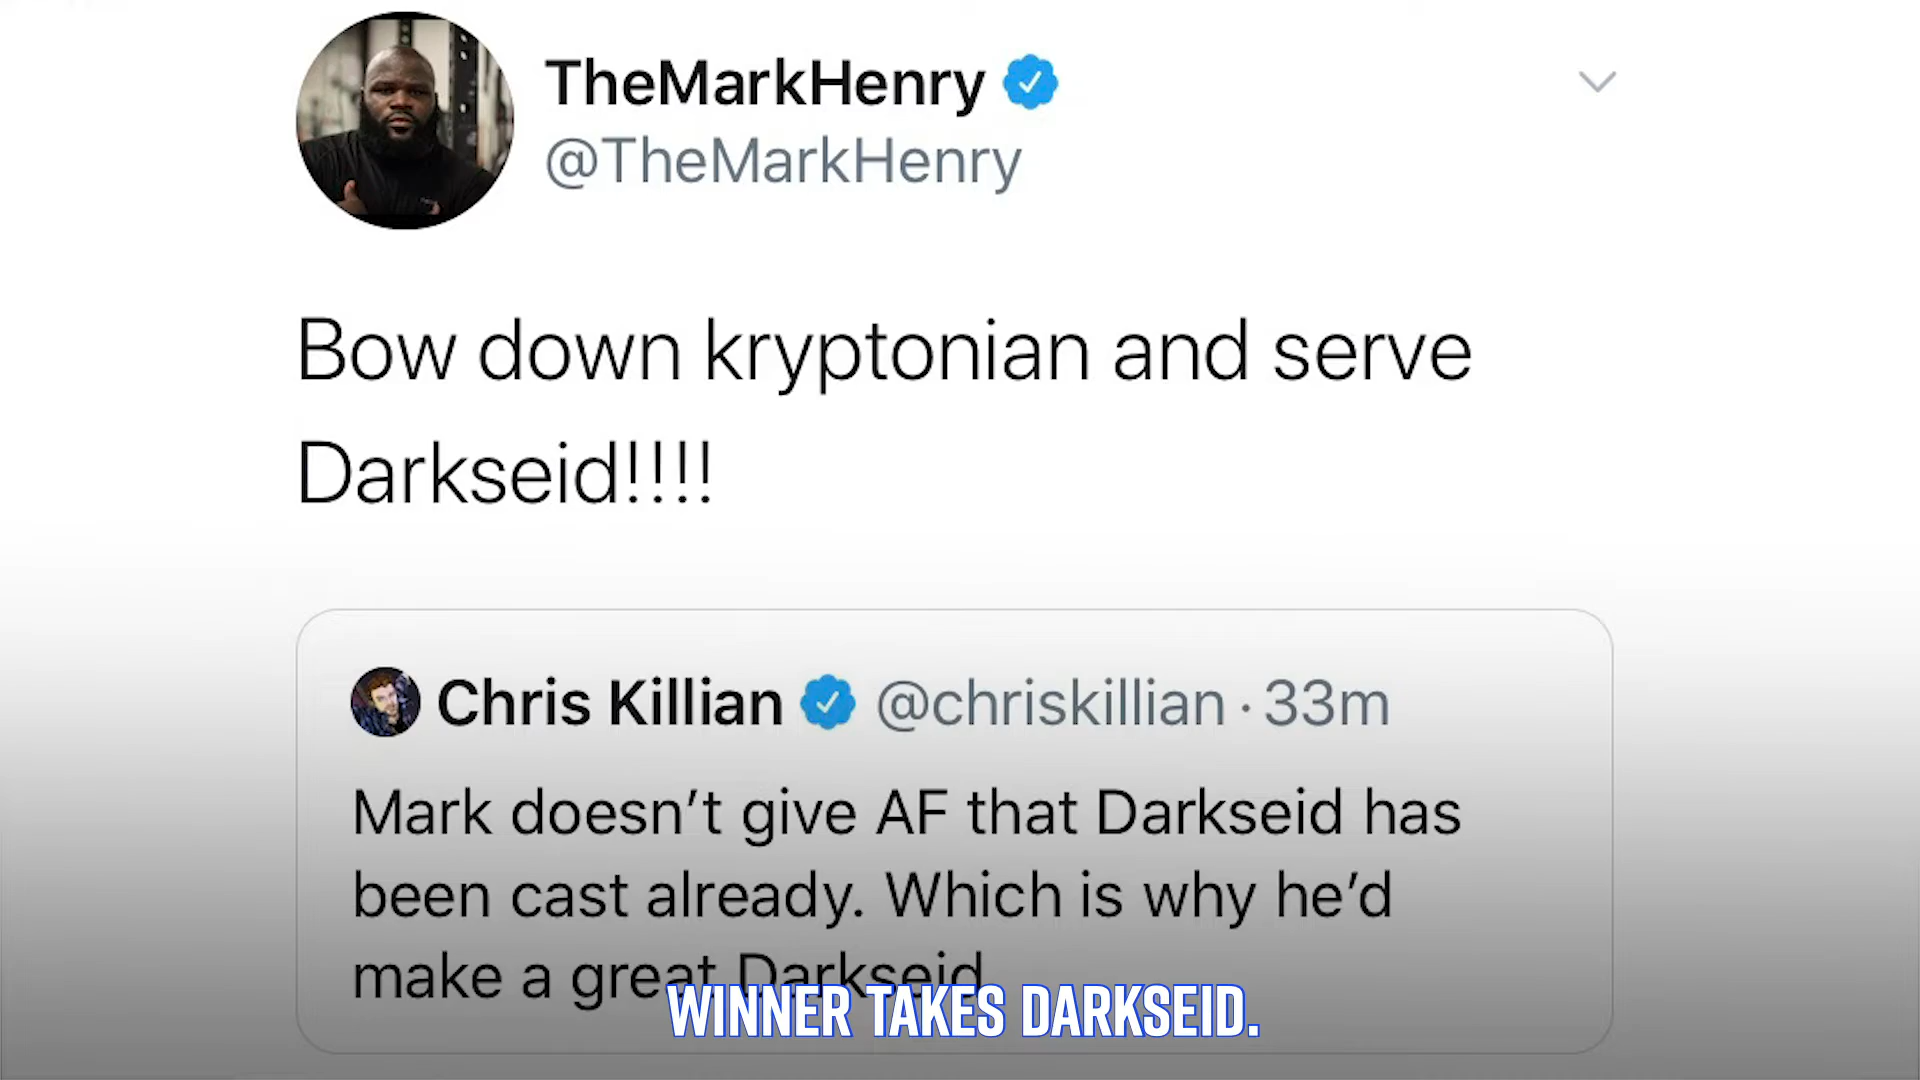 TheMarkHenry
@TheMarkHenry
Bow down kryptonian and serve
Darkseid!!!!
Chris Killian @chriskillian · 33m
Mark doesn’t give AF that Darkseid has
been cast already. Which is why he’d
make a great Darkseid
WINNER TAKES DARKSEID.